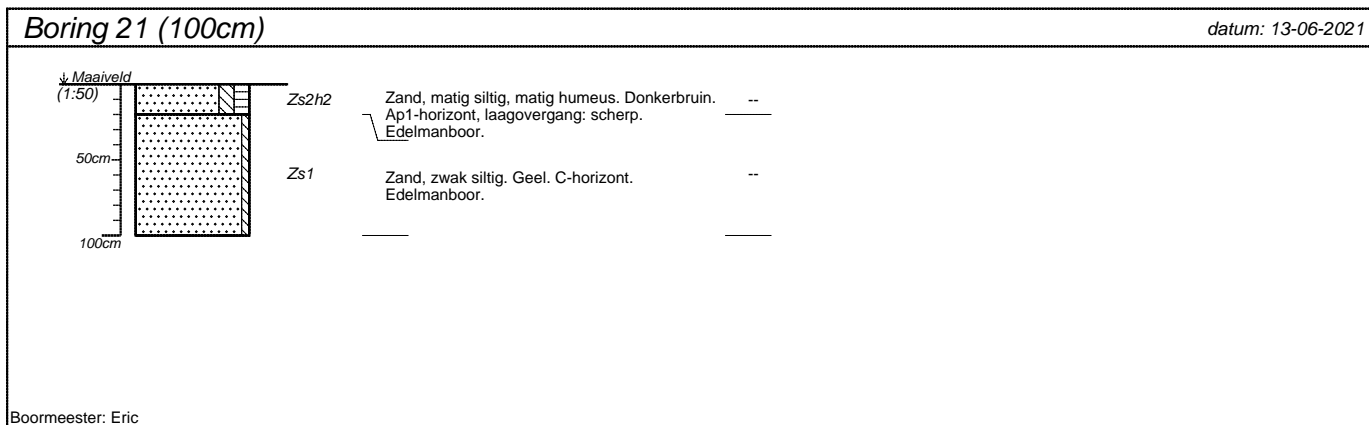 Boring 21 (100cm)
datum: 13-06-2021
Maaiveld
(1:50)
Zs2h2
Zand, matig siltig, matig humeus. Donkerbruin.
--
Ap1-horizont, laagovergang: scherp.
Edelmanboor.
50cm
Zs1
Zand, zwak siltig. Geel. C-horizont.
--
Edelmanboor.
100cm
Boormeester: Eric